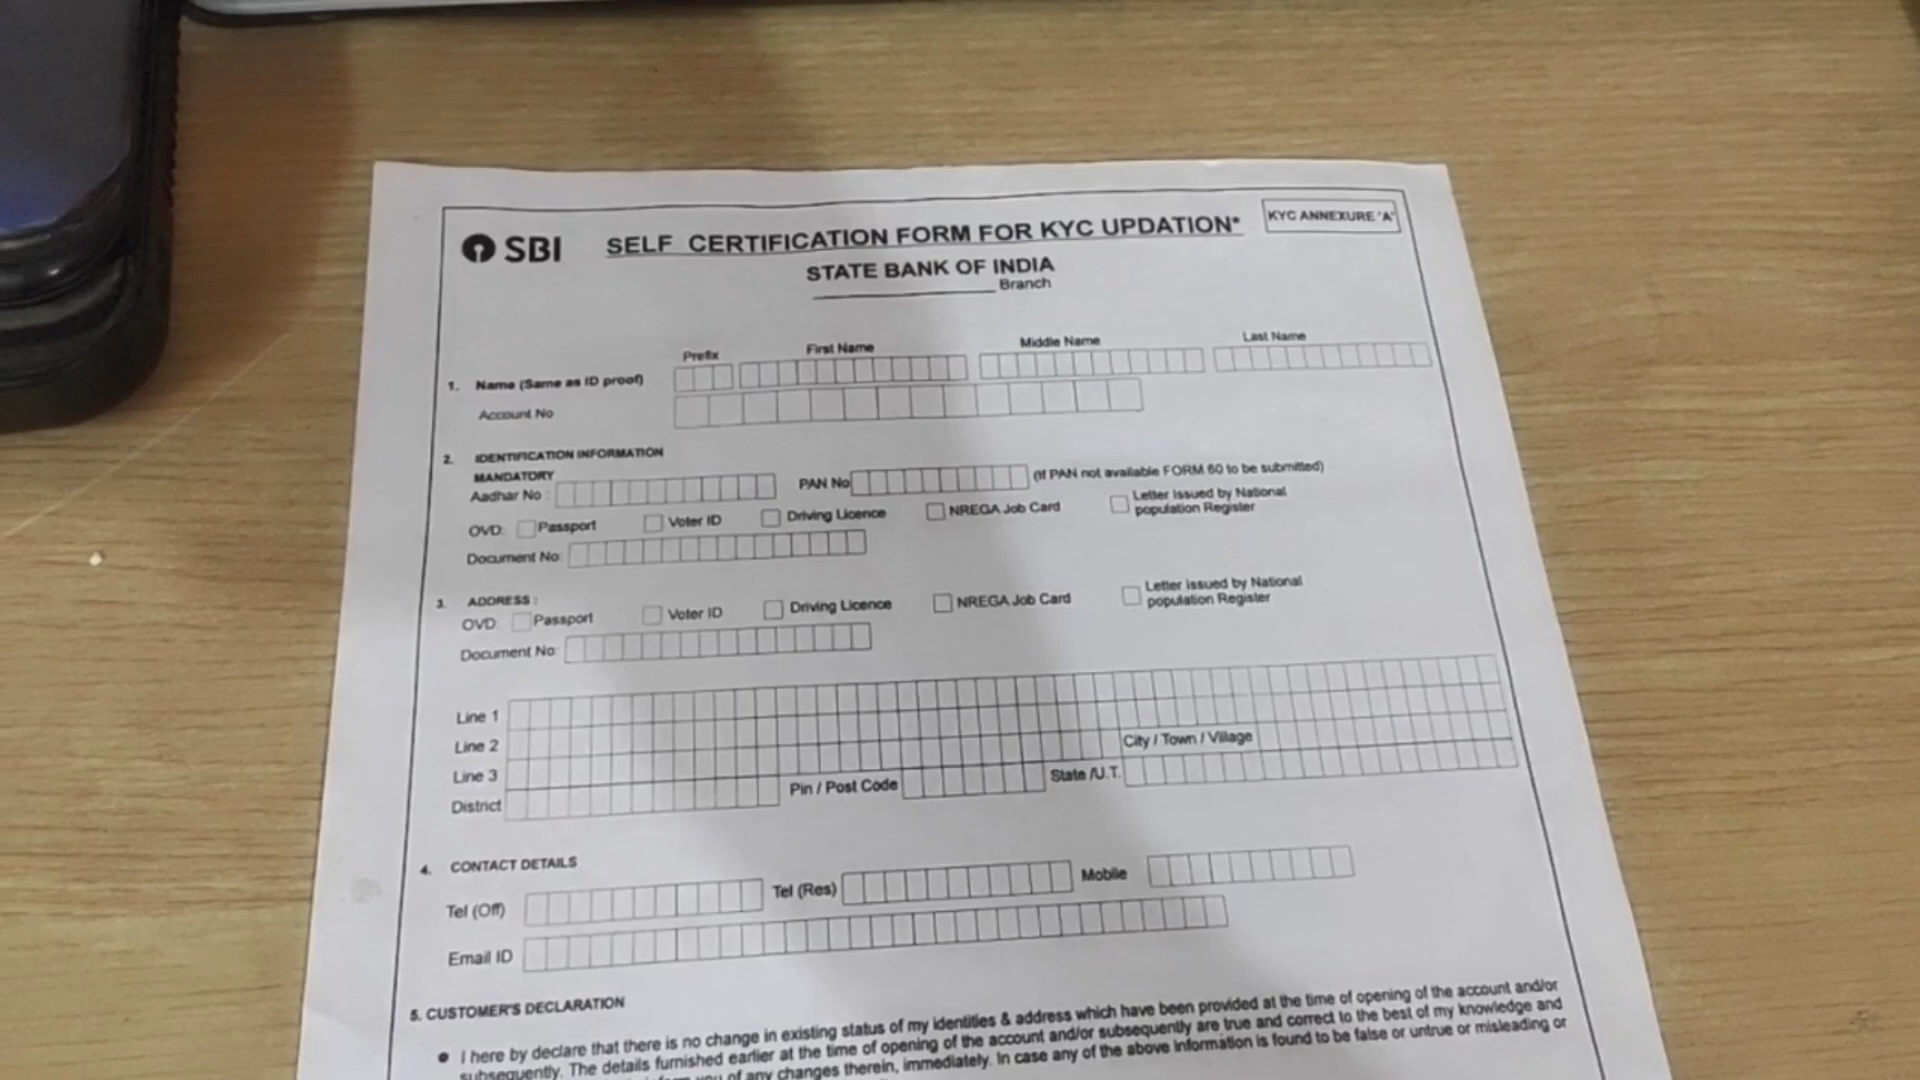 SBI SELF CERTIFICATION FORM FOR KYC UPDATION* KYC ANNEXURE 'A'
STATE BANK OF INDIA
Branch
Prefix First Name Middle Name Last Name
1. Name (Same as ID proof)
Account No
2. IDENTIFICATION INFORMATION
MANDATORY
Aadhar No : PAN No (If PAN not available FORM 60 to be submitted)
OVD: Passport Voter ID Driving Licence NREGA Job Card Letter Issued by National
population Register
Document No:
3. ADDRESS :
OVD: Passport Voter ID Driving Licence NREGA Job Card Letter issued by National
population Register
Document No:
Line 1
Line 2
City / Town / Village
Line 3
District Pin / Post Code State /U.T.
4. CONTACT DETAILS
Tel (Off) Tel (Res) Mobile
Email ID
5. CUSTOMER'S DECLARATION
● I here by declare that there is no change in existing status of my identities & address which have been provided at the time of opening of the account and/or
subsequently. The details furnished earlier at the time of opening of the account and/or subsequently are true and correct to the best of my knowledge and
you of any changes therein, immediately. In case any of the above information is found to be false or untrue or misleading or